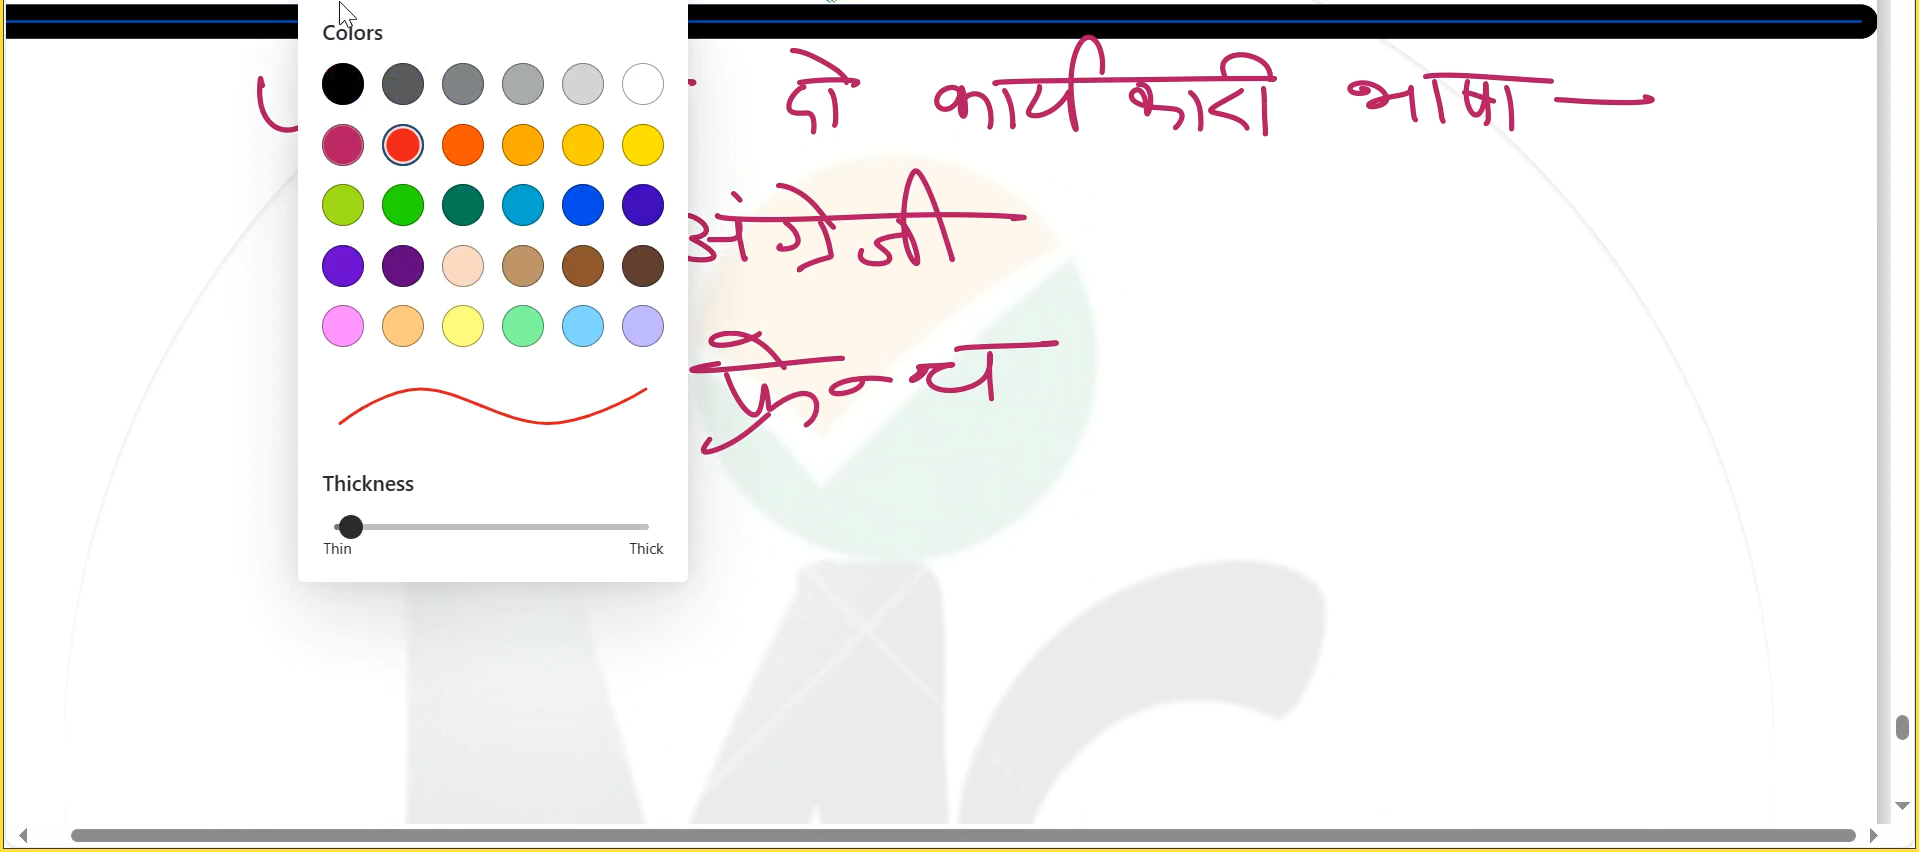 Colors
दो कार्यकारी भाषा —
अंग्रेजी
फ्रेन्च
Thickness
Thin Thick